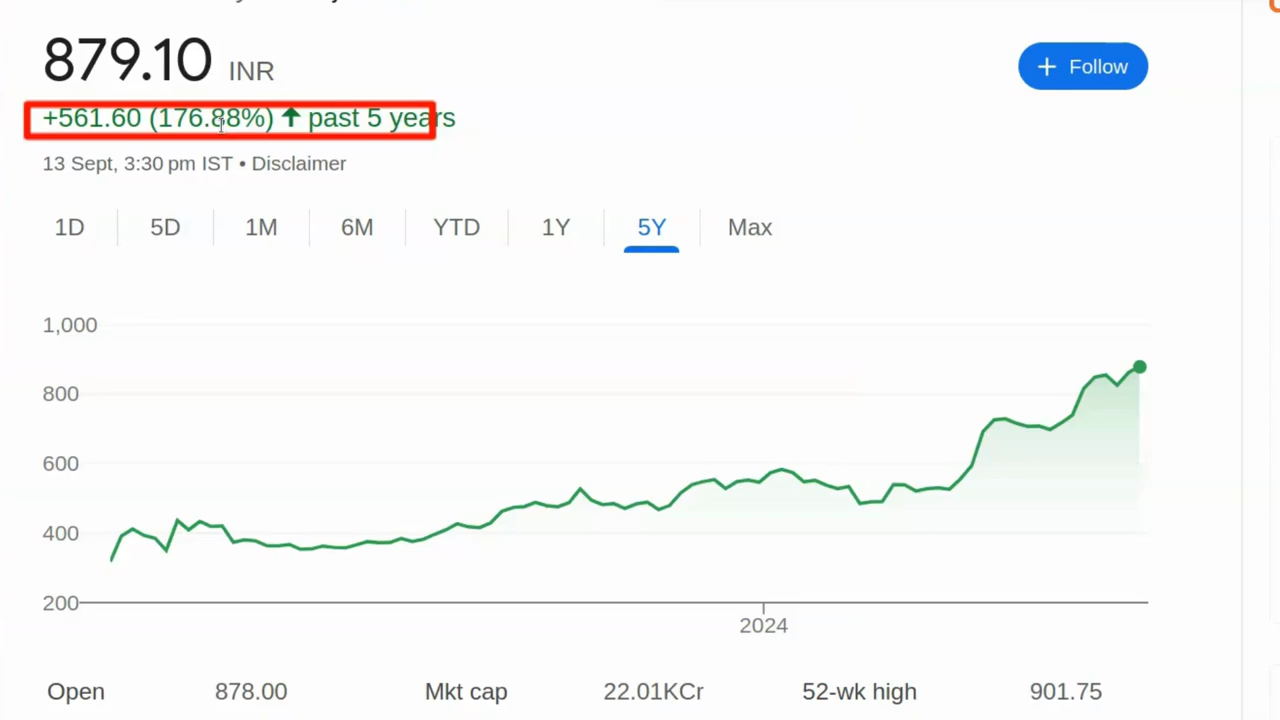 879.10 INR
+ Follow
+561.60 (176.88%) ↑ past 5 years
13 Sept, 3:30 pm IST • Disclaimer
1D 5D 1M 6M YTD 1Y 5Y Max
1,000
800
600
400
200
2024
Open 878.00 Mkt cap 22.01KCr 52-wk high 901.75